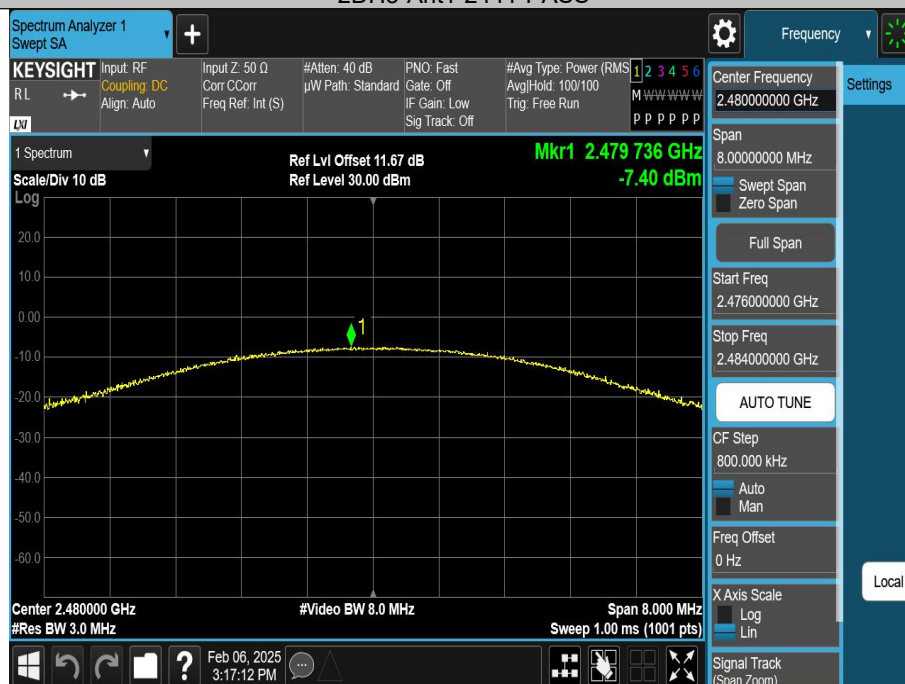 Spectrum Analyzer 1
Swept SA
Frequency
KEYSIGHT
RL
LXI
Input: RF
Coupling: DC
Align: Auto
Input Z: 50 Ω
Corr CCorr
Freq Ref: Int (S)
#Atten: 40 dB
µW Path: Standard
PNO: Fast
Gate: Off
IF Gain: Low
Sig Track: Off
#Avg Type: Power (RMS
Avg|Hold: 100/100
Trig: Free Run
1 2 3 4 5 6
M W W W W W
P P P P P P
1 Spectrum
Scale/Div 10 dB
Log
Ref Lvl Offset 11.67 dB
Ref Level 30.00 dBm
Mkr1 2.479 736 GHz
-7.40 dBm
20.0
10.0
0.00
-10.0
-20.0
-30.0
-40.0
-50.0
-60.0
1
Center 2.480000 GHz
#Res BW 3.0 MHz
#Video BW 8.0 MHz
Span 8.000 MHz
Sweep 1.00 ms (1001 pts)
Feb 06, 2025
3:17:12 PM
Center Frequency
2.480000000 GHz
Span
8.00000000 MHz
Swept Span
Zero Span
Full Span
Start Freq
2.476000000 GHz
Stop Freq
2.484000000 GHz
AUTO TUNE
CF Step
800.000 kHz
Auto
Man
Freq Offset
0 Hz
X Axis Scale
Log
Lin
Signal Track
(Span Zoom)
Settings
Local